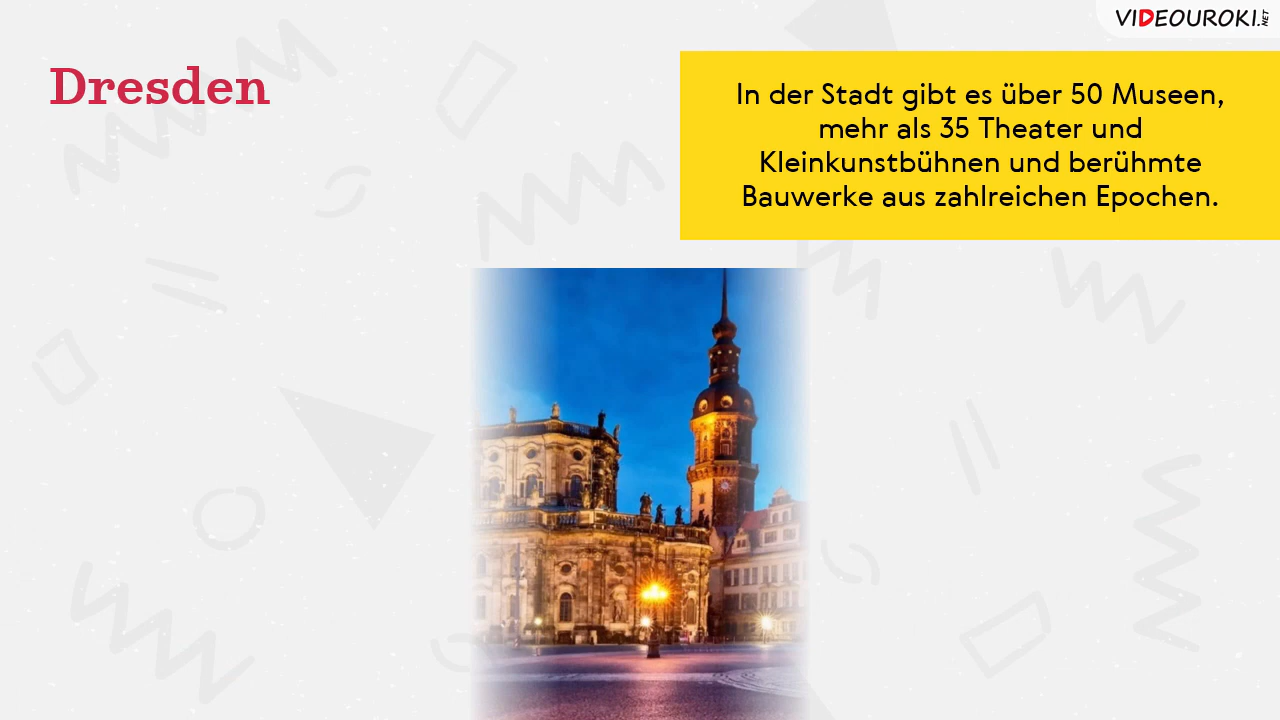 VIDEOUROKI.NET
Dresden
In der Stadt gibt es über 50 Museen,
mehr als 35 Theater und
Kleinkunstbühnen und berühmte
Bauwerke aus zahlreichen Epochen.